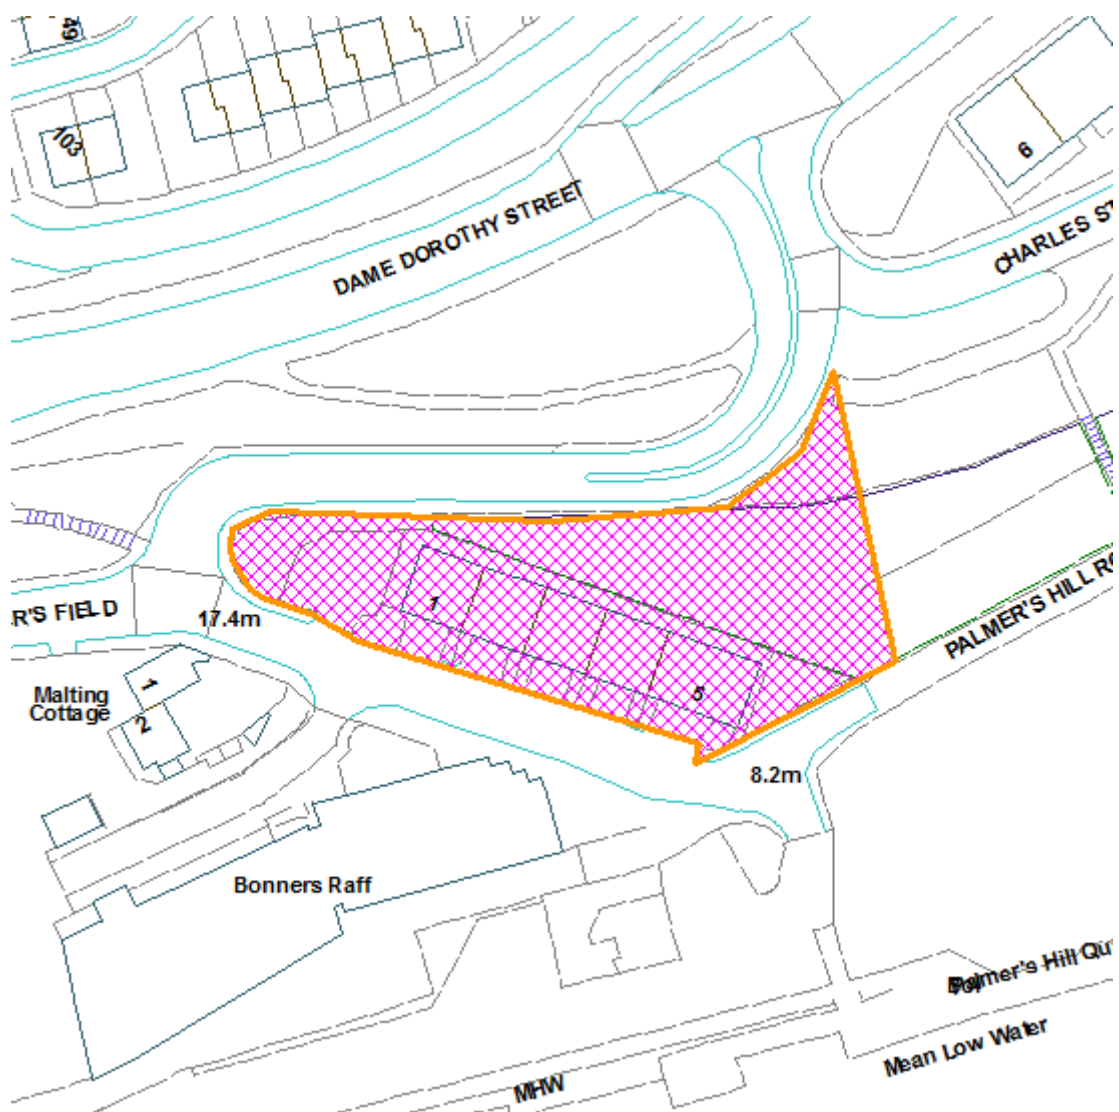 49
103
6
DAME DOROTHY STREET
CHARLES ST
R'S FIELD
17.4m
1
5
PALMER'S HILL RO
Malting
Cottage
1
2
8.2m
Bonners Raff
Palmer's Hill Qu
Mean Low Water
MHW